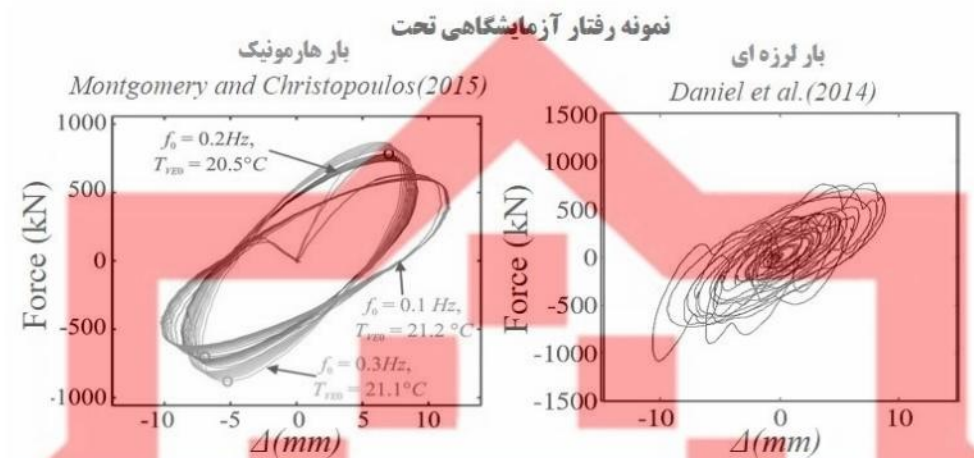 نمونه رفتار آزمایشگاهی تحت
بار هارمونیک
Montgomery and Christopoulos(2015)
1000
500
0
-500
-1000
Force (kN)
f₀ = 0.2Hz,
T_VED = 20.5°C
f₀ = 0.1 Hz,
T_VED = 21.2 °C
f₀ = 0.3Hz,
T_VED = 21.1°C
-10 -5 0 5 10
Δ(mm)
بار لرزه ای
Daniel et al.(2014)
1500
1000
500
0
-500
-1000
-1500
Force (kN)
-10 0 10
Δ(mm)